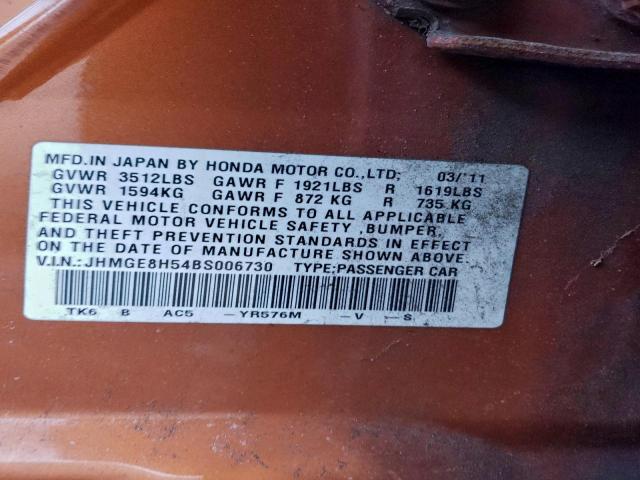 MFD.IN JAPAN BY HONDA MOTOR CO.,LTD; 03/'11
GVWR 3512LBS GAWR F 1921LBS R 1619LBS
GVWR 1594KG GAWR F 872 KG R 735 KG
THIS VEHICLE CONFORMS TO ALL APPLICABLE
FEDERAL MOTOR VEHICLE SAFETY ,BUMPER,
AND THEFT PREVENTION STANDARDS IN EFFECT
ON THE DATE OF MANUFACTURE SHOWN ABOVE.
V.I.N.:JHMGE8H54BS006730 TYPE;PASSENGER CAR
TK6 B AC5 —YR576M —V —S